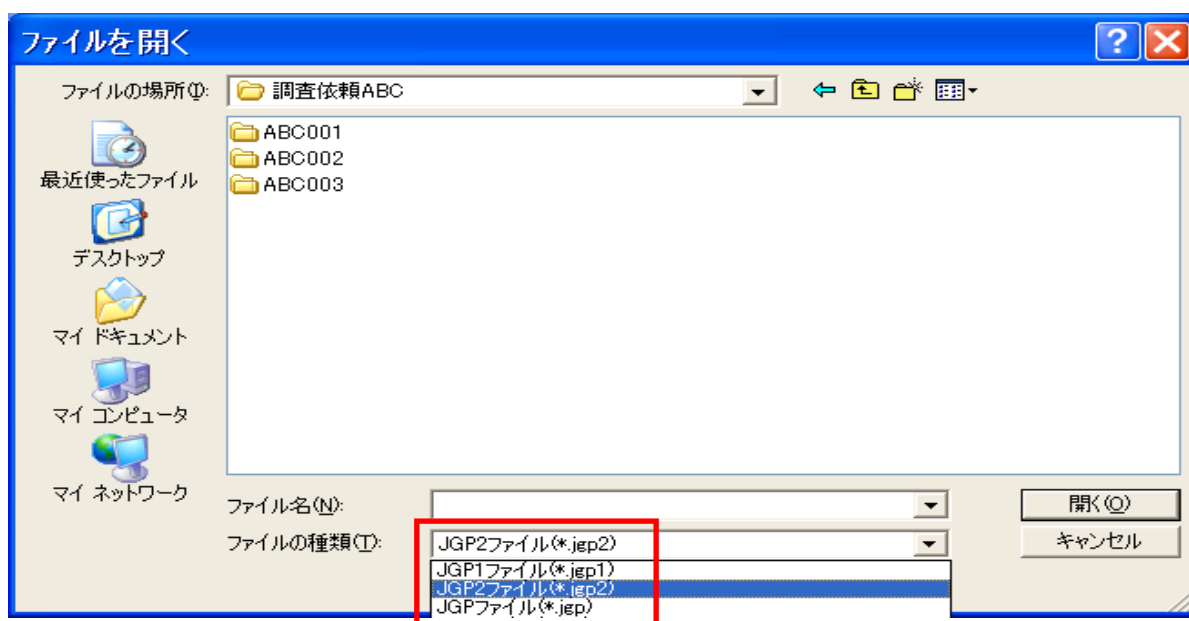 ファイルを開く
ファイルの場所(I):
調査依頼ABC
ABC001
ABC002
ABC003
最近使ったファイル
デスクトップ
マイ ドキュメント
マイ コンピュータ
マイ ネットワーク
ファイル名(N):
開く(O)
ファイルの種類(T):
JGP2ファイル(*.jgp2)
キャンセル
JGP1ファイル(*.jgp1)
JGP2ファイル(*.jgp2)
JGPファイル(*.jgp)